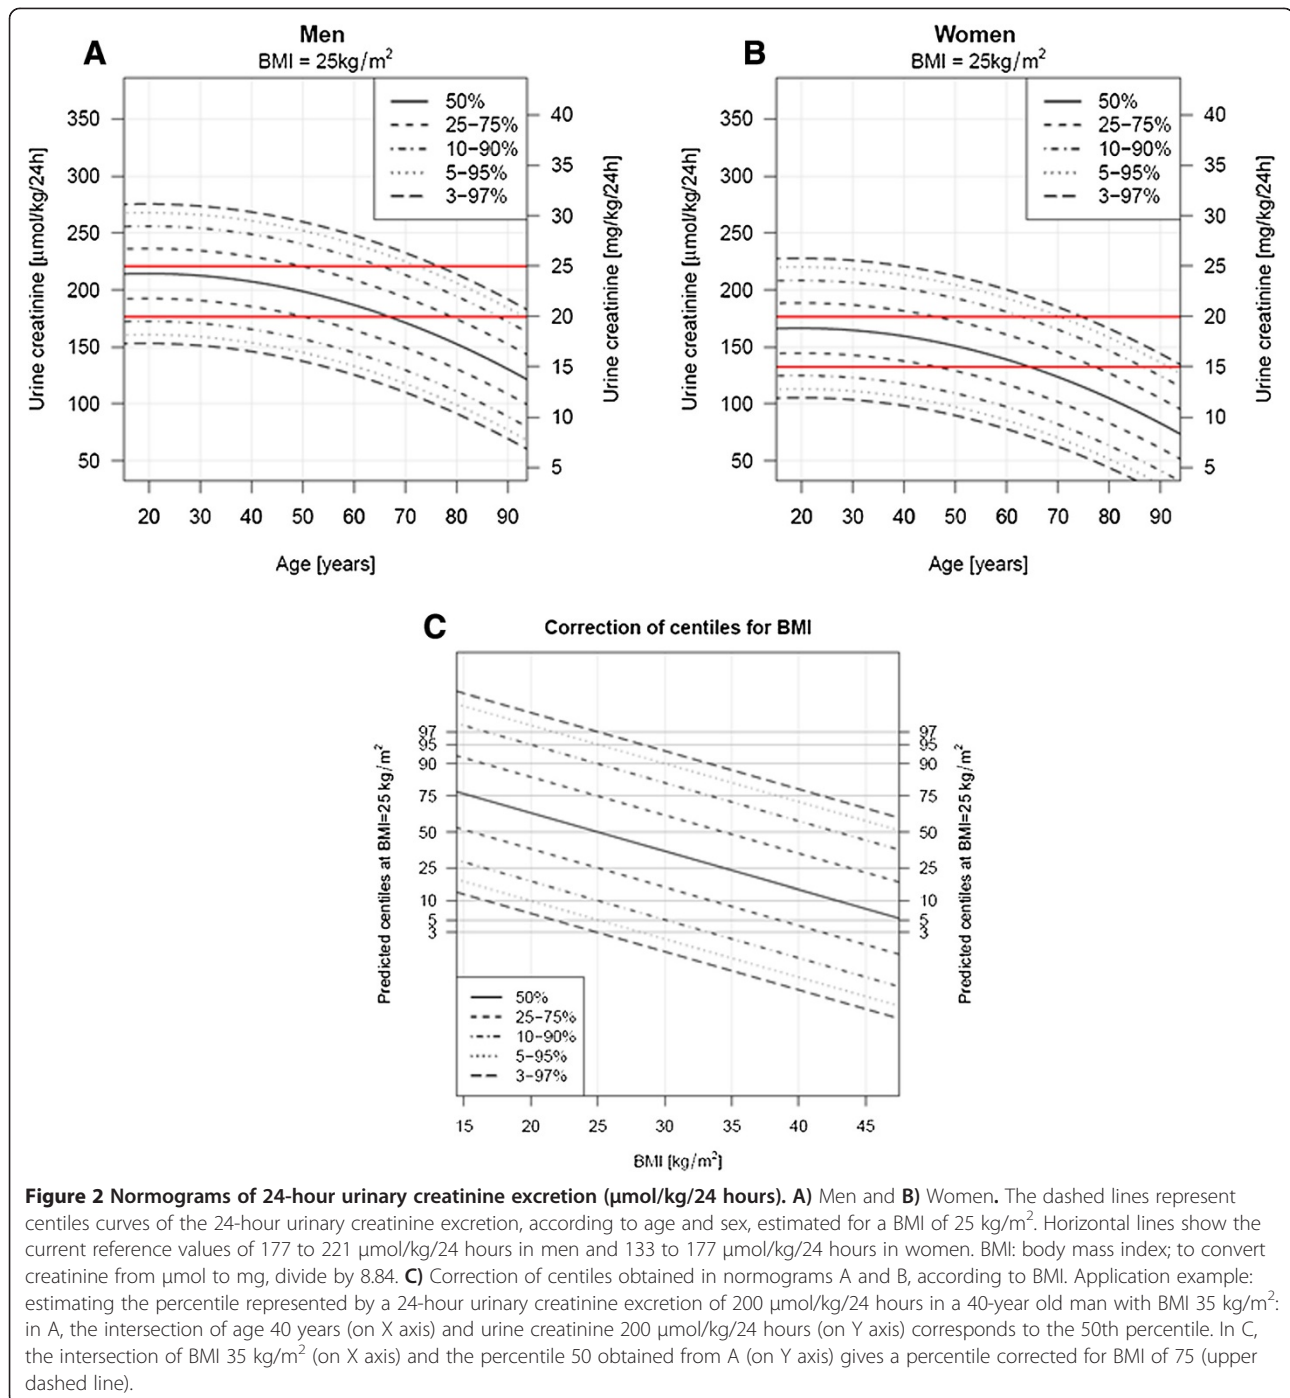 A
Men
BMI = 25kg/m²
50%
25−75%
10−90%
5−95%
3−97%
Urine creatinine [μmol/kg/24h]
350
300
250
200
150
100
50
40
35
30
25
20
15
10
5
Urine creatinine [mg/kg/24h]
20 30 40 50 60 70 80 90
Age [years]
B
Women
BMI = 25kg/m²
50%
25−75%
10−90%
5−95%
3−97%
Urine creatinine [μmol/kg/24h]
350
300
250
200
150
100
50
40
35
30
25
20
15
10
5
Urine creatinine [mg/kg/24h]
20 30 40 50 60 70 80 90
Age [years]
C
Correction of centiles for BMI
Predicted centiles at BMI=25 kg/m²
97
95
90
75
50
25
10
5
3
97
95
90
75
50
25
10
5
3
Predicted centiles at BMI=25 kg/m²
50%
25−75%
10−90%
5−95%
3−97%
15 20 25 30 35 40 45
BMI [kg/m²]
Figure 2 Normograms of 24-hour urinary creatinine excretion (μmol/kg/24 hours). A) Men and B) Women. The dashed lines represent
centiles curves of the 24-hour urinary creatinine excretion, according to age and sex, estimated for a BMI of 25 kg/m². Horizontal lines show the
current reference values of 177 to 221 μmol/kg/24 hours in men and 133 to 177 μmol/kg/24 hours in women. BMI: body mass index; to convert
creatinine from μmol to mg, divide by 8.84. C) Correction of centiles obtained in normograms A and B, according to BMI. Application example:
estimating the percentile represented by a 24-hour urinary creatinine excretion of 200 μmol/kg/24 hours in a 40-year old man with BMI 35 kg/m²:
in A, the intersection of age 40 years (on X axis) and urine creatinine 200 μmol/kg/24 hours (on Y axis) corresponds to the 50th percentile. In C,
the intersection of BMI 35 kg/m² (on X axis) and the percentile 50 obtained from A (on Y axis) gives a percentile corrected for BMI of 75 (upper
dashed line).